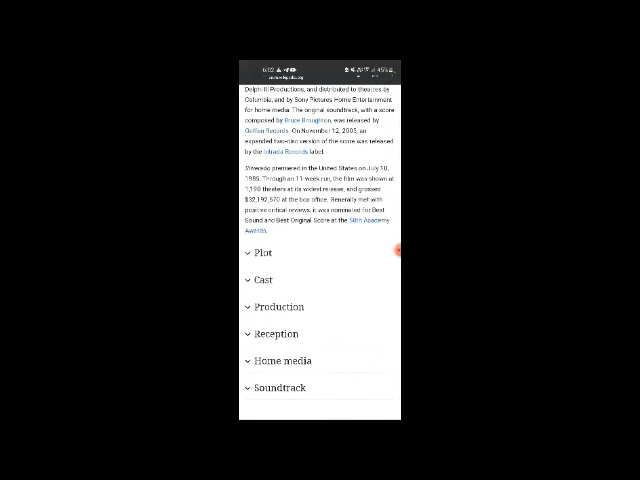 6:02
45%
Delphi III Productions, and distributed to theatres by
Columbia, and by Sony Pictures Home Entertainment
for home media. The original soundtrack, with a score
composed by Bruce Broughton, was released by
Geffen Records. On November 12, 2005, an
expanded two-disc version of the score was released
by the Intrada Records label.
Silverado premiered in the United States on July 10,
1985. Through an 11-week run, the film was shown at
1,190 theaters at its widest release, and grossed
$32,192,570 at the box office. Generally met with
positive critical reviews, it was nominated for Best
Sound and Best Original Score at the 58th Academy
Awards.
Plot
Cast
Production
Reception
Home media
Soundtrack